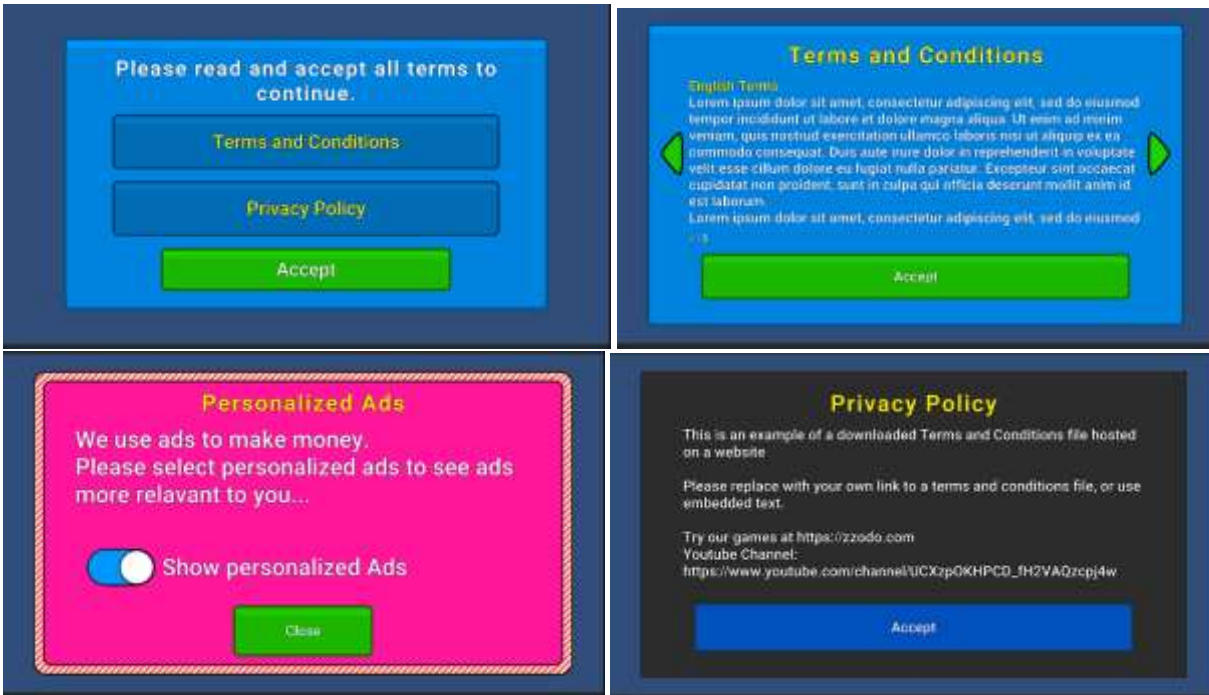 Please read and accept all terms to
continue.
Terms and Conditions
Privacy Policy
Accept
Terms and Conditions
English Terms
Lorem ipsum dolor sit amet, consectetur adipiscing elit, sed do eiusmod
tempor incididunt ut labore et dolore magna aliqua. Ut enim ad minim
veniam, quis nostrud exercitation ullamco laboris nisi ut aliquip ex ea
commodo consequat. Duis aute irure dolor in reprehenderit in voluptate
velit esse cillum dolore eu fugiat nulla pariatur. Excepteur sint occaecat
cupidatat non proident, sunt in culpa qui officia deserunt mollit anim id
est laborum.
Lorem ipsum dolor sit amet, consectetur adipiscing elit, sed do eiusmod
Accept
Personalized Ads
We use ads to make money.
Please select personalized ads to see ads
more relavant to you...
Show personalized Ads
Close
Privacy Policy
This is an example of a downloaded Terms and Conditions file hosted
on a website
Please replace with your own link to a terms and conditions file, or use
embedded text.
Try our games at https://zzodo.com
Youtube Channel:
https://www.youtube.com/channel/UCXzpOKHPCD_fH2VAQzcpj4w
Accept